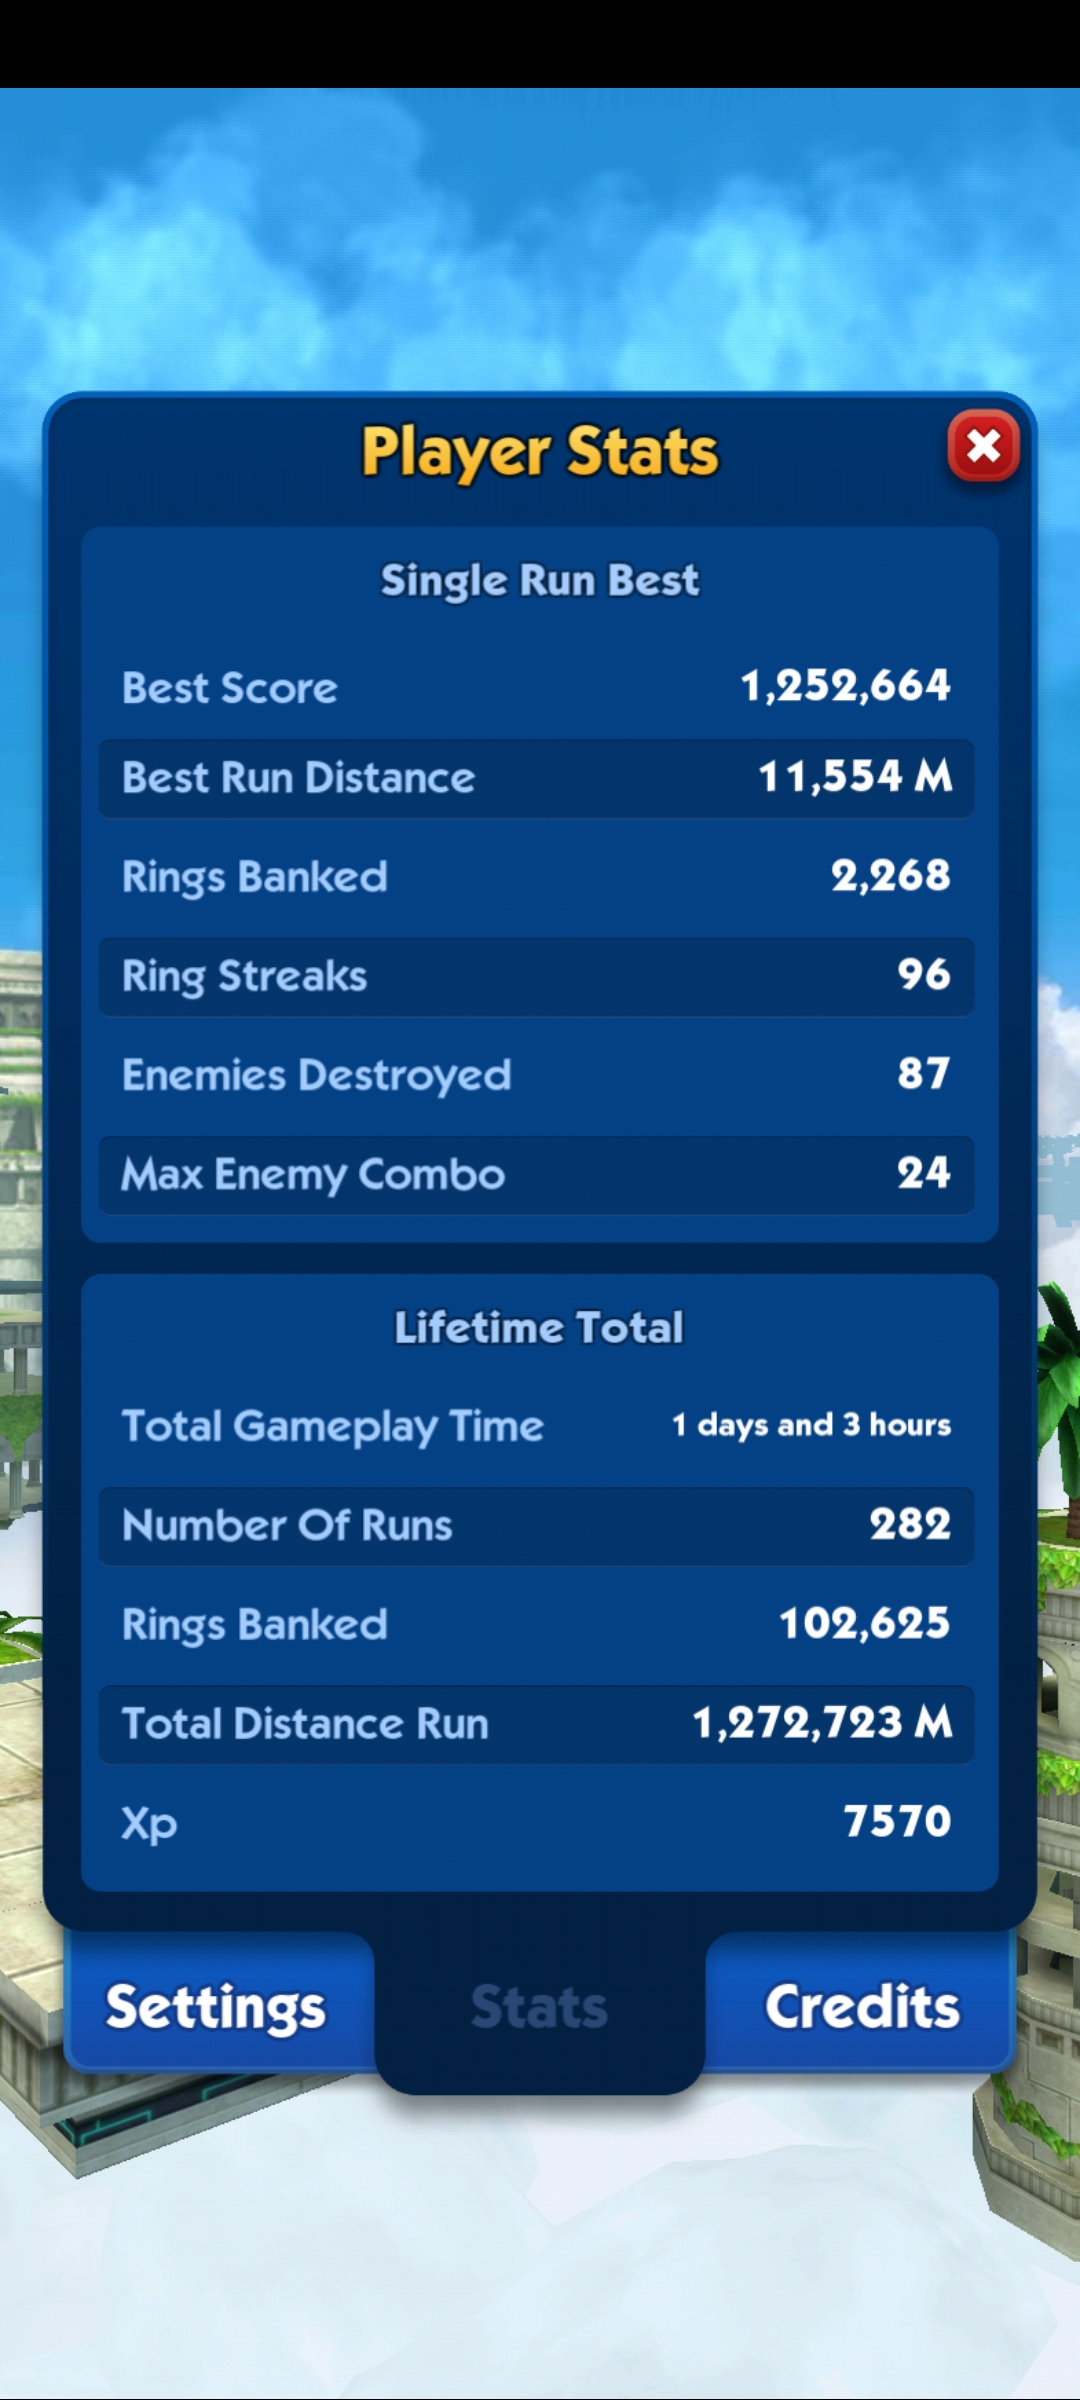 Player Stats
Single Run Best
Best Score 1,252,664
Best Run Distance 11,554 M
Rings Banked 2,268
Ring Streaks 96
Enemies Destroyed 87
Max Enemy Combo 24
Lifetime Total
Total Gameplay Time 1 days and 3 hours
Number Of Runs 282
Rings Banked 102,625
Total Distance Run 1,272,723 M
Xp 7570
Settings Stats Credits